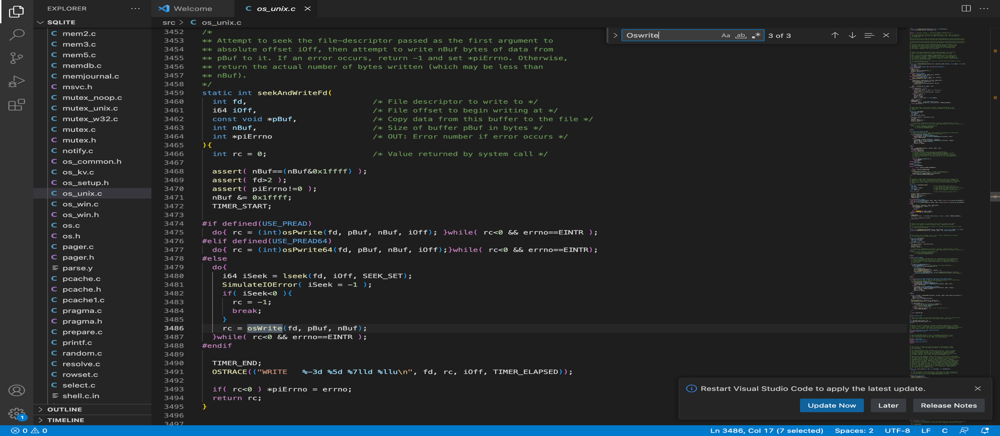 EXPLORER ...
Welcome
C os_unix.c
SQLITE
src > C os_unix.c
C mem2.c
C mem3.c
C mem5.c
C memdb.c
C memjournal.c
C msvc.h
C mutex_noop.c
C mutex_unix.c
C mutex_w32.c
C mutex.c
C mutex.h
C notify.c
C os_common.h
C os_kv.c
C os_setup.h
C os_unix.c
C os_win.c
C os_win.h
C os.c
C os.h
C pager.c
C pager.h
parse.y
C pcache.c
C pcache.h
C pcache1.c
C pragma.c
C pragma.h
C prepare.c
C printf.c
C random.c
C resolve.c
C rowset.c
C select.c
shell.c.in
OUTLINE
TIMELINE
Oswrite Aa ab .* 3 of 3
3452 /*
3453 ** Attempt to seek the file-descriptor passed as the first argument to
3454 ** absolute offset iOff, then attempt to write nBuf bytes of data from
3455 ** pBuf to it. If an error occurs, return -1 and set *piErrno. Otherwise,
3456 ** return the actual number of bytes written (which may be less than
3457 ** nBuf).
3458 */
3459 static int seekAndWriteFd(
3460 int fd, /* File descriptor to write to */
3461 i64 iOff, /* File offset to begin writing at */
3462 const void *pBuf, /* Copy data from this buffer to the file */
3463 int nBuf, /* Size of buffer pBuf in bytes */
3464 int *piErrno /* OUT: Error number if error occurs */
3465 ){
3466 int rc = 0; /* Value returned by system call */
3467
3468 assert( nBuf==(nBuf&0x1ffff) );
3469 assert( fd>2 );
3470 assert( piErrno!=0 );
3471 nBuf &= 0x1ffff;
3472 TIMER_START;
3473
3474 #if defined(USE_PREAD)
3475 do{ rc = (int)osPwrite(fd, pBuf, nBuf, iOff); }while( rc<0 && errno==EINTR );
3476 #elif defined(USE_PREAD64)
3477 do{ rc = (int)osPwrite64(fd, pBuf, nBuf, iOff);}while( rc<0 && errno==EINTR);
3478 #else
3479 do{
3480 i64 iSeek = lseek(fd, iOff, SEEK_SET);
3481 SimulateIOError( iSeek = -1 );
3482 if( iSeek<0 ){
3483 rc = -1;
3484 break;
3485 }
3486 rc = osWrite(fd, pBuf, nBuf);
3487 }while( rc<0 && errno==EINTR );
3488 #endif
3489
3490 TIMER_END;
3491 OSTRACE(("WRITE %-3d %5d %7lld %llu\n", fd, rc, iOff, TIMER_ELAPSED));
3492
3493 if( rc<0 ) *piErrno = errno;
3494 return rc;
3495 }
3496
3497
Restart Visual Studio Code to apply the latest update.
Update Now Later Release Notes
1
0 0 Ln 3486, Col 17 (7 selected) Spaces: 2 UTF-8 LF C